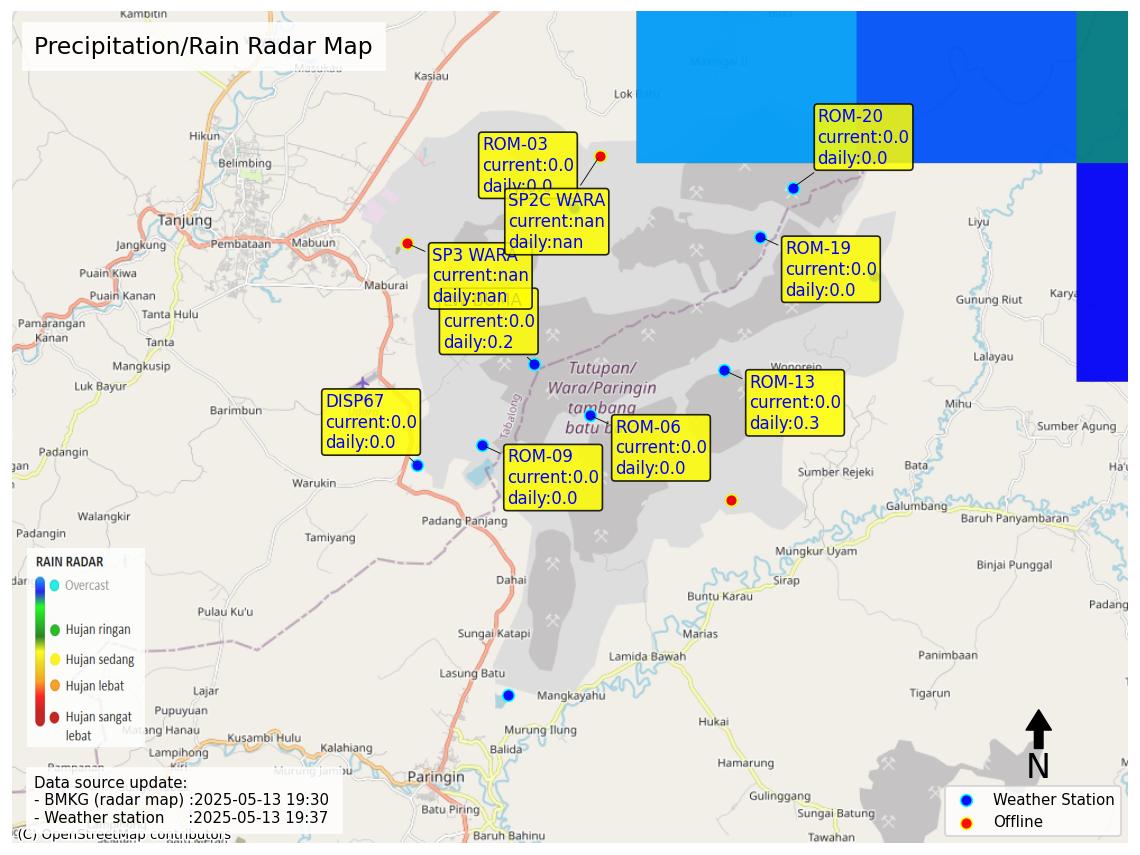 Precipitation/Rain Radar Map
Kambitin
Kasiau
Lok Batu
Hikun
Belimbing
Tanjung
Jangkung
Pembataan
Mabuun
Puain Kiwa
Puain Kanan
Maburai
Tanta Hulu
Pamarangan
Kanan
Tanta
Mangkusip
Luk Bayur
Barimbun
Padangin
Warukin
Walangkir
Padangin
Tamiyang
Padang Panjang
Dahai
Pulau Ku'u
Sungai Katapi
Lasung Batu
Lajar
Pupuyuan
Matang Hanau
Lampihong
Kusambi Hulu
Kalahiang
Murung Jambu
Paringin
Batu Piring
Baruh Bahinu
Balida
Murung Ilung
Mangkayahu
Lamida Bawah
Marias
Buntu Karau
Sirap
Mungkur Uyam
Galumbang
Baruh Panyambaran
Binjai Punggal
Padang
Panimbaan
Tigarun
Hukai
Hamarung
Gulinggang
Sungai Batung
Tawahan
Sumber Rejeki
Bata
Sumber Agung
Mihu
Lalayau
Gunung Riut
Karya
Liyu
Wonorejo
Tabalong
Tutupan/
Wara/Paringin
tambang
batu b
ROM-03
current:0.0
daily:0.0
SP2C WARA
current:nan
daily:nan
SP3 WARA
current:nan
daily:nan
current:0.0
daily:0.2
ROM-20
current:0.0
daily:0.0
ROM-19
current:0.0
daily:0.0
ROM-13
current:0.0
daily:0.3
ROM-06
current:0.0
daily:0.0
ROM-09
current:0.0
daily:0.0
DISP67
current:0.0
daily:0.0
RAIN RADAR
Overcast
Hujan ringan
Hujan sedang
Hujan lebat
Hujan sangat
lebat
Data source update:
- BMKG (radar map) :2025-05-13 19:30
- Weather station :2025-05-13 19:37
(C) OpenStreetMap contributors
N
Weather Station
Offline